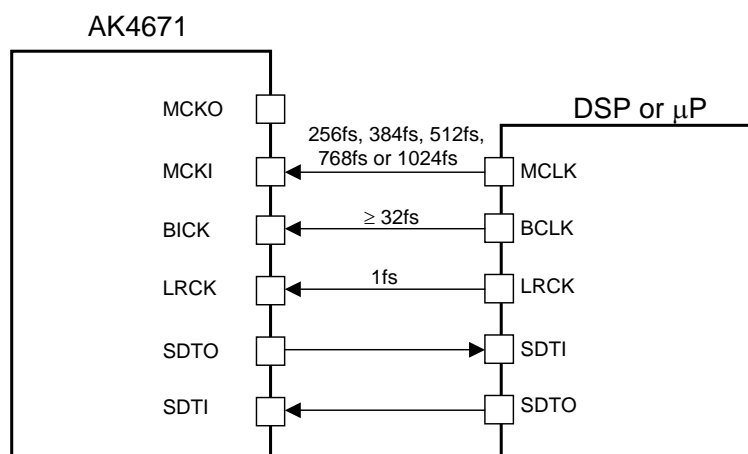 AK4671
DSP or μP
MCKO
256fs, 384fs, 512fs,
768fs or 1024fs
MCKI
MCLK
≥ 32fs
BICK
BCLK
1fs
LRCK
LRCK
SDTO
SDTI
SDTI
SDTO